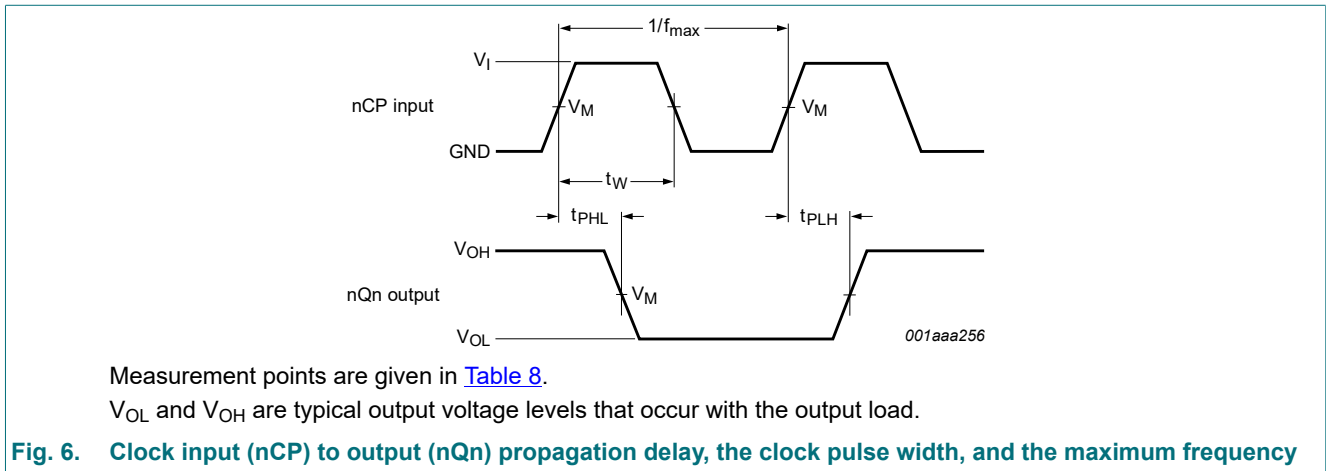 1/fmax
VI
nCP input
VM
VM
GND
tW
tPHL
tPLH
VOH
nQn output
VM
VOL
001aaa256
Measurement points are given in Table 8.
VOL and VOH are typical output voltage levels that occur with the output load.
Fig. 6. Clock input (nCP) to output (nQn) propagation delay, the clock pulse width, and the maximum frequency